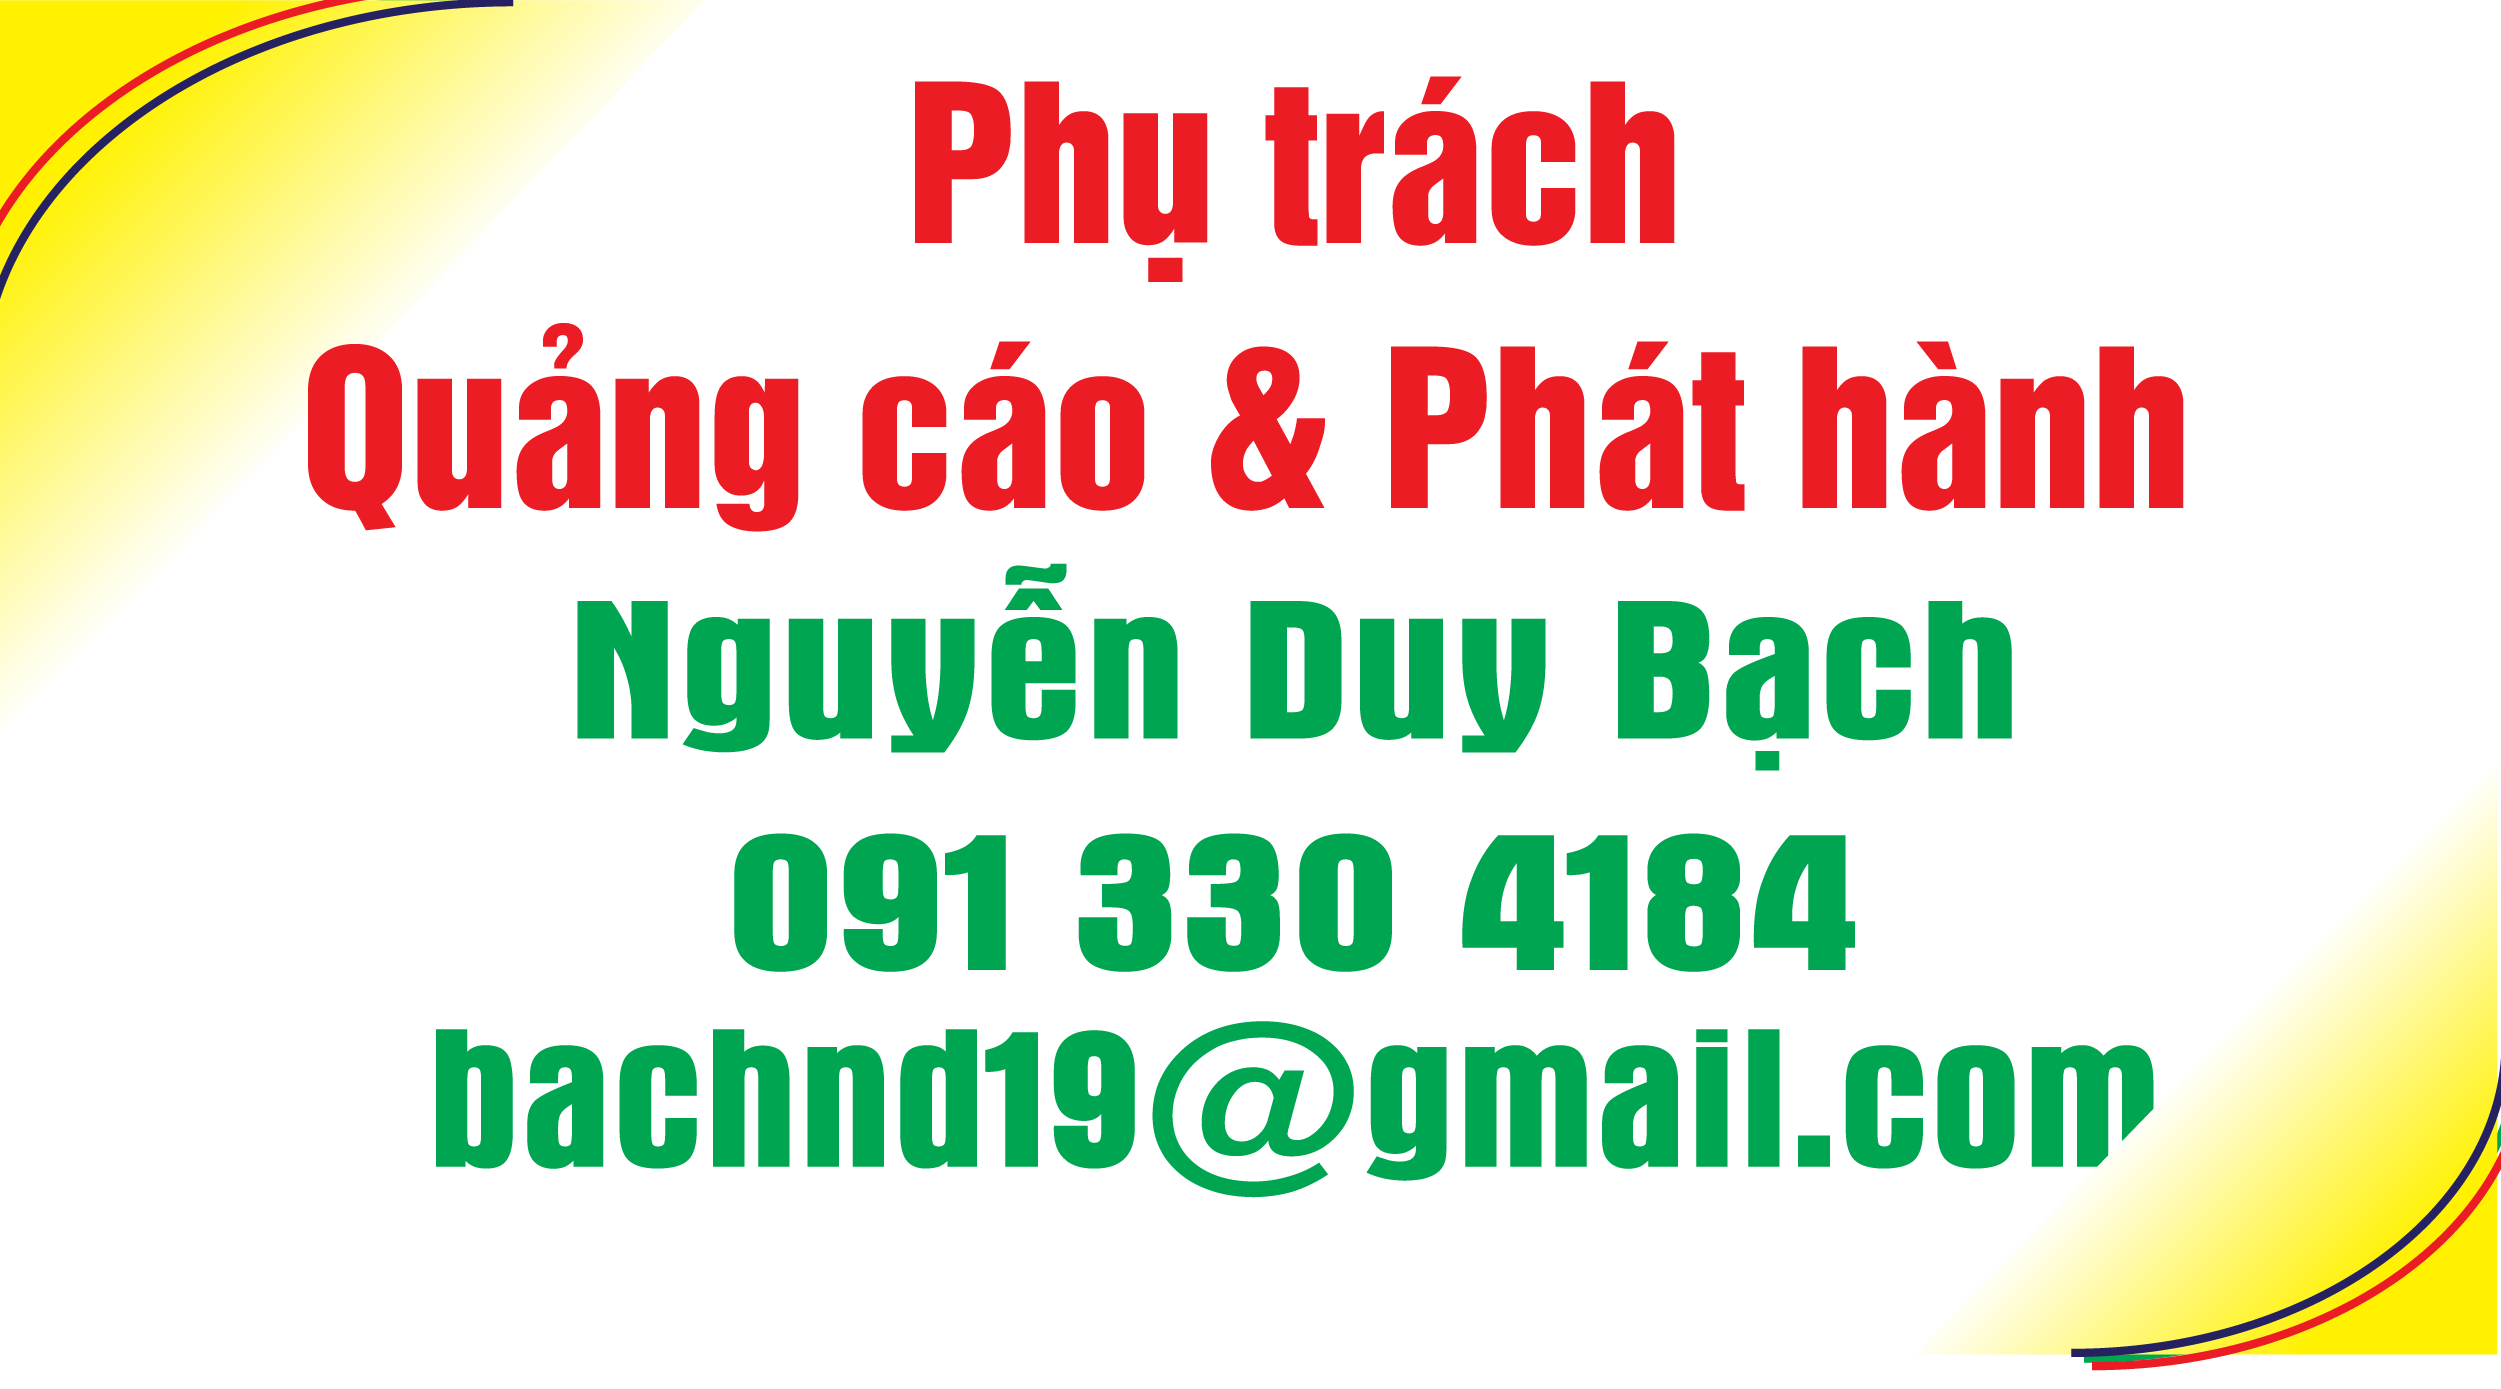 Phụ trách
Quảng cáo & Phát hành
Nguyễn Duy Bạch
091 330 4184
bachnd19@gmail.com